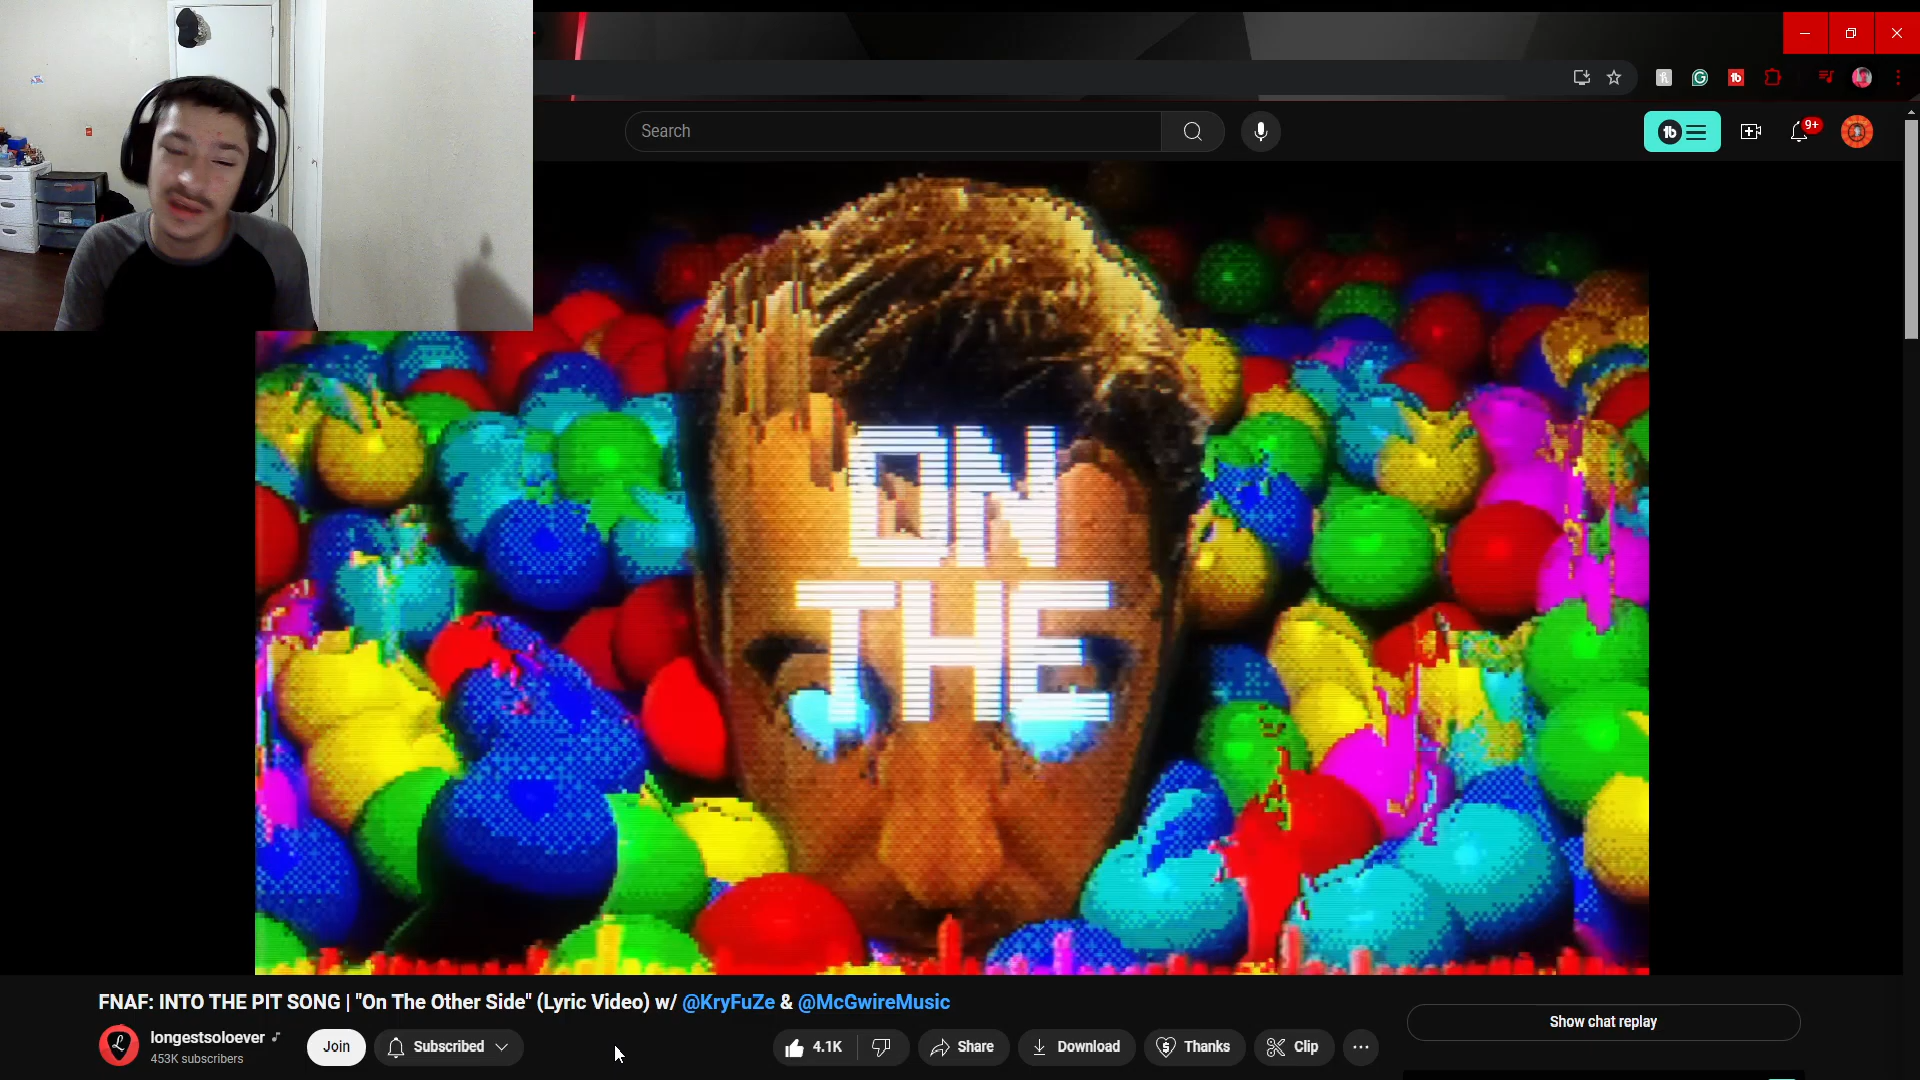 Search
9+
ON
THE
FNAF: INTO THE PIT SONG | "On The Other Side" (Lyric Video) w/ @KryFuZe & @McGwireMusic
longestsoloever
453K subscribers
Join
Subscribed
4.1K
Share
Download
Thanks
Clip
Show chat replay